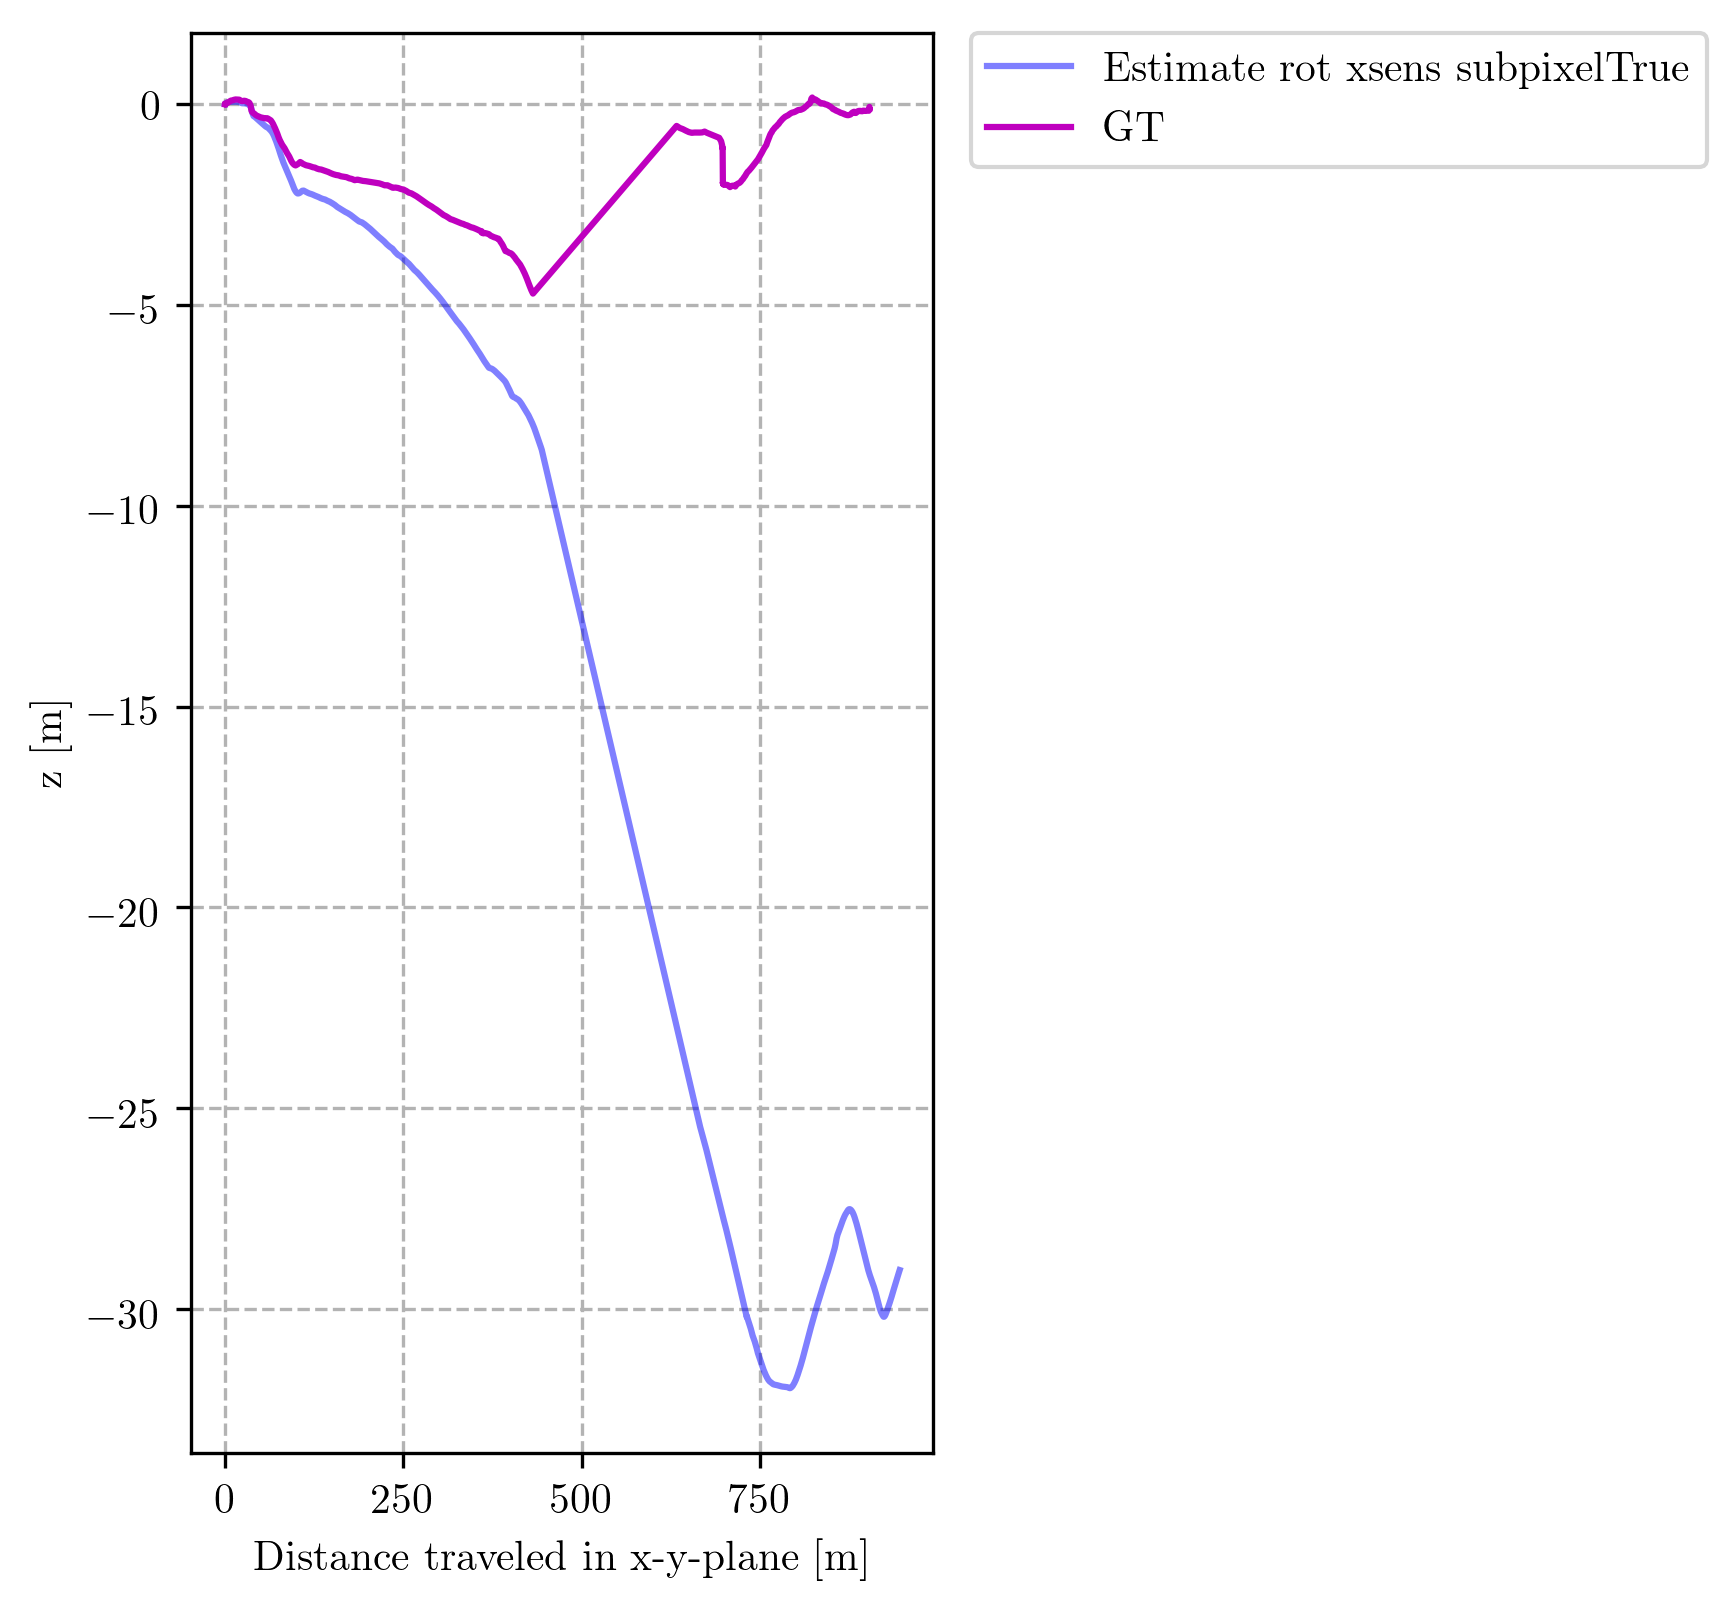 Estimate rot xsens subpixelTrue
GT
0
−5
−10
−15
−20
−25
−30
z [m]
0 250 500 750
Distance traveled in x-y-plane [m]